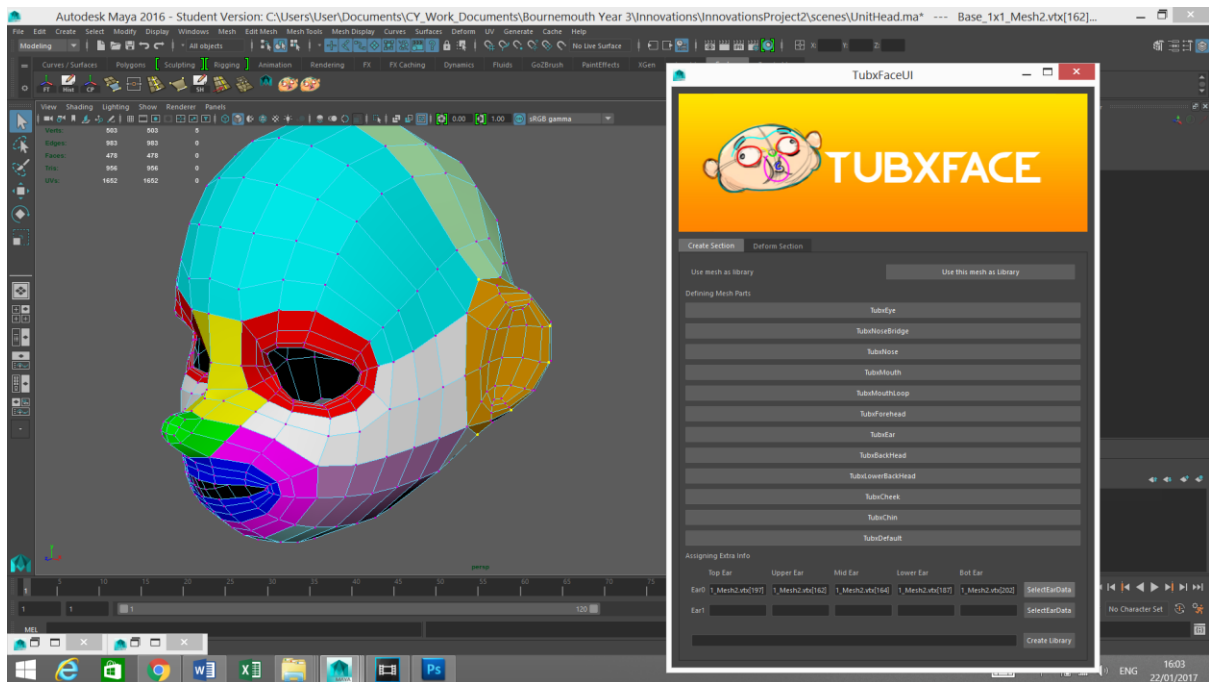 Autodesk Maya 2016 - Student Version: C:\Users\User\Documents\CY_Work_Documents\Bournemouth Year 3\Innovations\InnovationsProject2\scenes\UnitHead.ma* --- Base_1x1_Mesh2.vtx[162]...
File Edit Create Select Modify Display Windows Mesh Edit Mesh Mesh Tools Mesh Display Curves Surfaces Deform UV Generate Cache Help
Modeling All objects No Live Surface X: Y: Z:
Curves / Surfaces Polygons Sculpting Rigging Animation Rendering FX FX Caching Dynamics Fluids GoZBrush PaintEffects XGen
FT Hist CP SH
View Shading Lighting Show Renderer Panels
0.00 1.00 sRGB gamma
Verts: 503 503 5
Edges: 983 983 0
Faces: 478 478 0
Tris: 956 956 0
UVs: 1652 1652 0
persp
TubxFaceUI
TUBXFACE
Create Section Deform Section
Use mesh as library Use this mesh as Library
Defining Mesh Parts
TubxEye
TubxNoseBridge
TubxNose
TubxMouth
TubxMouthLoop
TubxForehead
TubxEar
TubxBackHead
TubxLowerBackHead
TubxCheek
TubxChin
TubxDefault
Assigning Extra Info
Top Ear Upper Ear Mid Ear Lower Ear Bot Ear
Ear0 1_Mesh2.vtx[197] 1_Mesh2.vtx[162] 1_Mesh2.vtx[164] 1_Mesh2.vtx[187] 1_Mesh2.vtx[202] SelectEarData
Ear1 SelectEarData
Create Library
5 10 15 20 25 30 35 40 45 50 55 60 65 70 75
1
1 1 1 120
No Character Set
MEL
Ps
ENG
16:03
22/01/2017